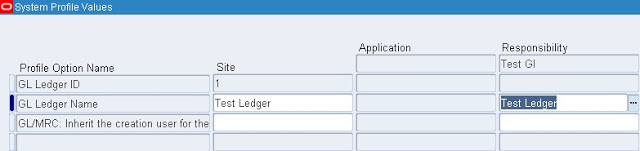 System Profile Values
Application Responsibility
Profile Option Name Site Test Gl
GL Ledger ID 1
GL Ledger Name Test Ledger Test Ledger ...
GL/MRC: Inherit the creation user for the